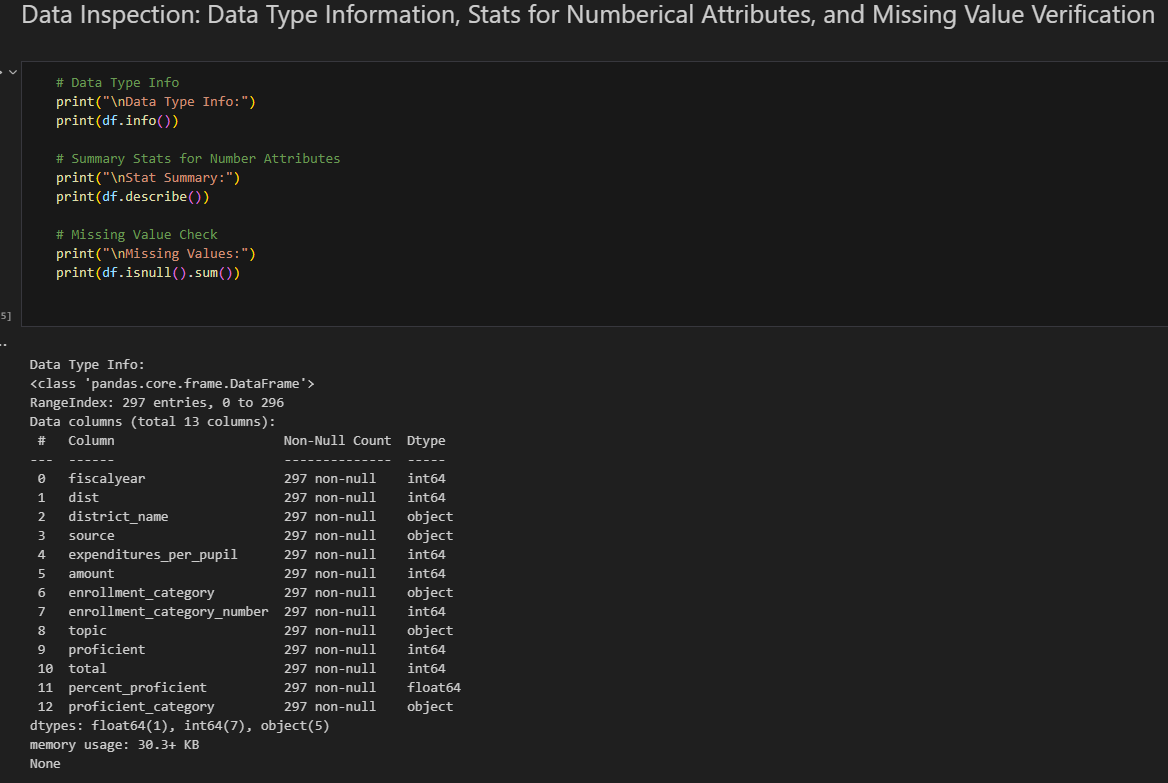 Data Inspection: Data Type Information, Stats for Numberical Attributes, and Missing Value Verification
# Data Type Info
print("\nData Type Info:")
print(df.info())
# Summary Stats for Number Attributes
print("\nStat Summary:")
print(df.describe())
# Missing Value Check
print("\nMissing Values:")
print(df.isnull().sum())
5]
Data Type Info:
<class 'pandas.core.frame.DataFrame'>
RangeIndex: 297 entries, 0 to 296
Data columns (total 13 columns):
 #   Column                      Non-Null Count  Dtype
---  ------                      --------------  -----
 0   fiscalyear                  297 non-null    int64
 1   dist                        297 non-null    int64
 2   district_name               297 non-null    object
 3   source                      297 non-null    object
 4   expenditures_per_pupil      297 non-null    int64
 5   amount                      297 non-null    int64
 6   enrollment_category         297 non-null    object
 7   enrollment_category_number  297 non-null    int64
 8   topic                       297 non-null    object
 9   proficient                  297 non-null    int64
 10  total                       297 non-null    int64
 11  percent_proficient          297 non-null    float64
 12  proficient_category         297 non-null    object
dtypes: float64(1), int64(7), object(5)
memory usage: 30.3+ KB
None